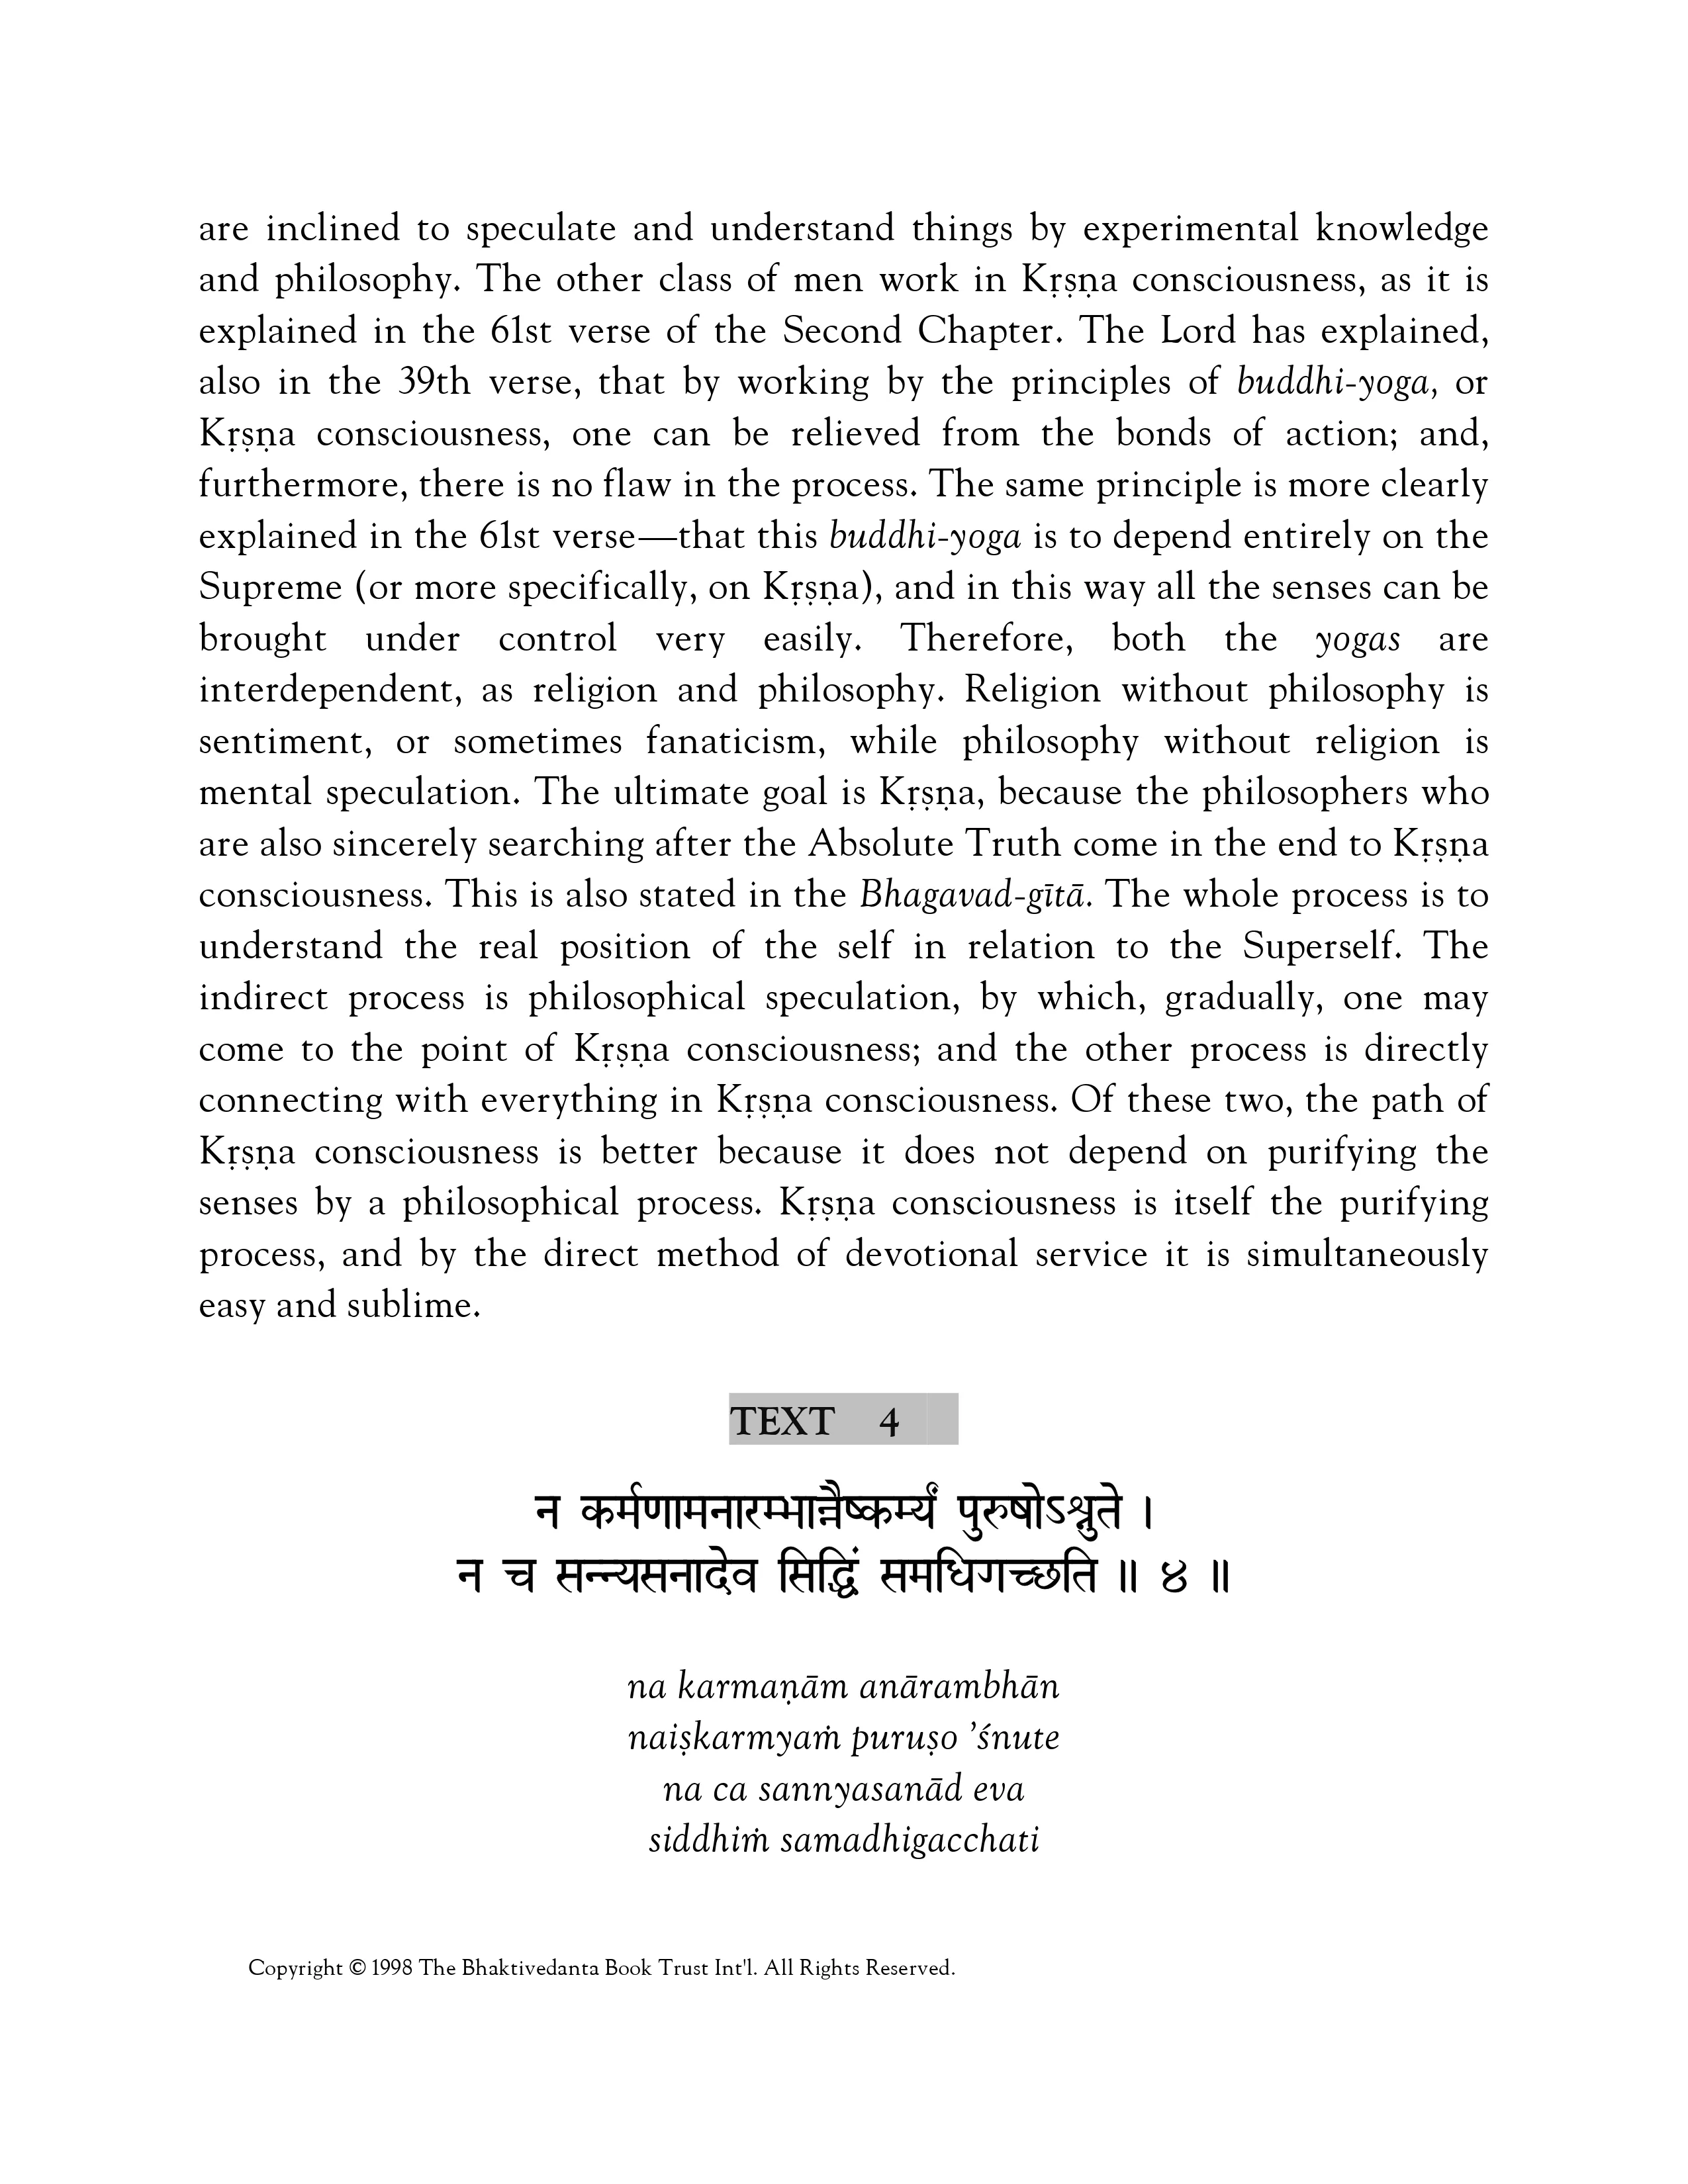 are inclined to speculate and understand things by experimental knowledge
and philosophy. The other class of men work in Kṛṣṇa consciousness, as it is
explained in the 61st verse of the Second Chapter. The Lord has explained,
also in the 39th verse, that by working by the principles of buddhi-yoga, or
Kṛṣṇa consciousness, one can be relieved from the bonds of action; and,
furthermore, there is no flaw in the process. The same principle is more clearly
explained in the 61st verse—that this buddhi-yoga is to depend entirely on the
Supreme (or more specifically, on Kṛṣṇa), and in this way all the senses can be
brought under control very easily. Therefore, both the yogas are
interdependent, as religion and philosophy. Religion without philosophy is
sentiment, or sometimes fanaticism, while philosophy without religion is
mental speculation. The ultimate goal is Kṛṣṇa, because the philosophers who
are also sincerely searching after the Absolute Truth come in the end to Kṛṣṇa
consciousness. This is also stated in the Bhagavad-gītā. The whole process is to
understand the real position of the self in relation to the Superself. The
indirect process is philosophical speculation, by which, gradually, one may
come to the point of Kṛṣṇa consciousness; and the other process is directly
connecting with everything in Kṛṣṇa consciousness. Of these two, the path of
Kṛṣṇa consciousness is better because it does not depend on purifying the
senses by a philosophical process. Kṛṣṇa consciousness is itself the purifying
process, and by the direct method of devotional service it is simultaneously
easy and sublime.
TEXT 4
न कर्मणामनारम्भान्नैष्कर्म्यं पुरुषोऽश्नुते ।
न च सन्न्यसनादेव सिद्धिं समधिगच्छति ॥ ४ ॥
na karmaṇām anārambhān
naiṣkarmyaṁ puruṣo ’śnute
na ca sannyasanād eva
siddhiṁ samadhigacchati
Copyright © 1998 The Bhaktivedanta Book Trust Int'l. All Rights Reserved.